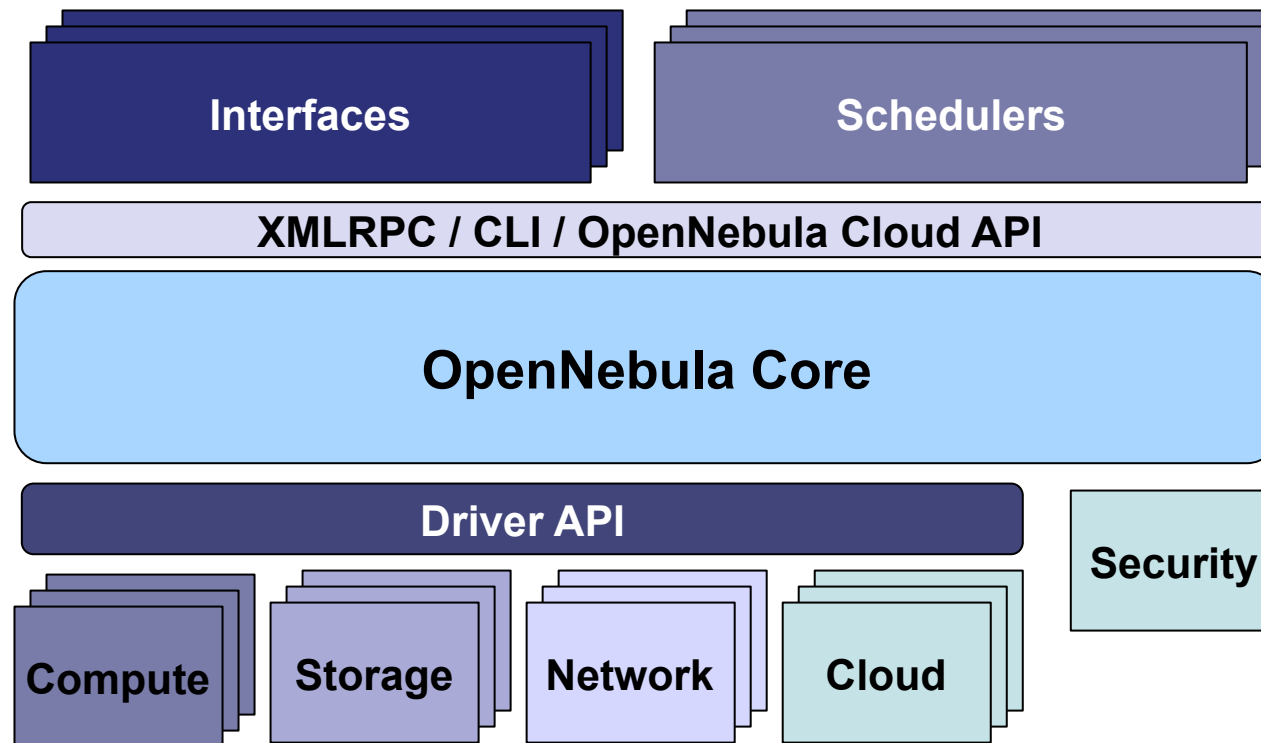 Interfaces
Schedulers
XMLRPC / CLI / OpenNebula Cloud API
OpenNebula Core
Driver API
Security
Compute
Storage
Network
Cloud